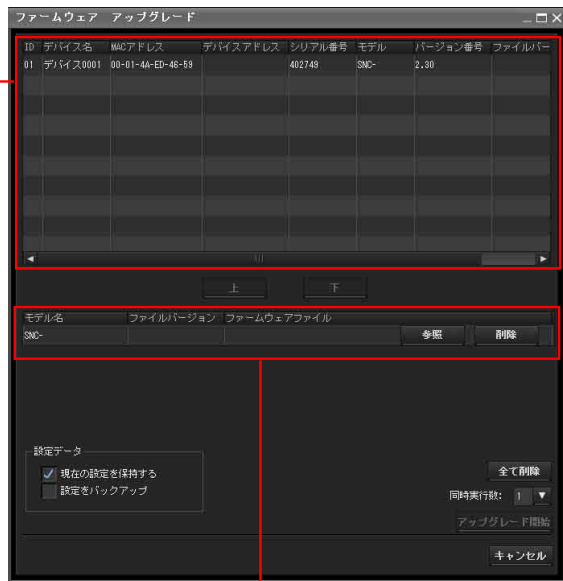 ファームウェア アップグレード
ID デバイス名 MACアドレス デバイスアドレス シリアル番号 モデル バージョン番号 ファイルバー
01 デバイス0001 00-01-4A-ED-46-59 402749 SNC- 2.30
上 下
モデル名 ファイルバージョン ファームウェアファイル
SNC- 参照 削除
設定データ
現在の設定を保持する
設定をバックアップ
全て削除
同時実行数: 1
アップグレード開始
キャンセル